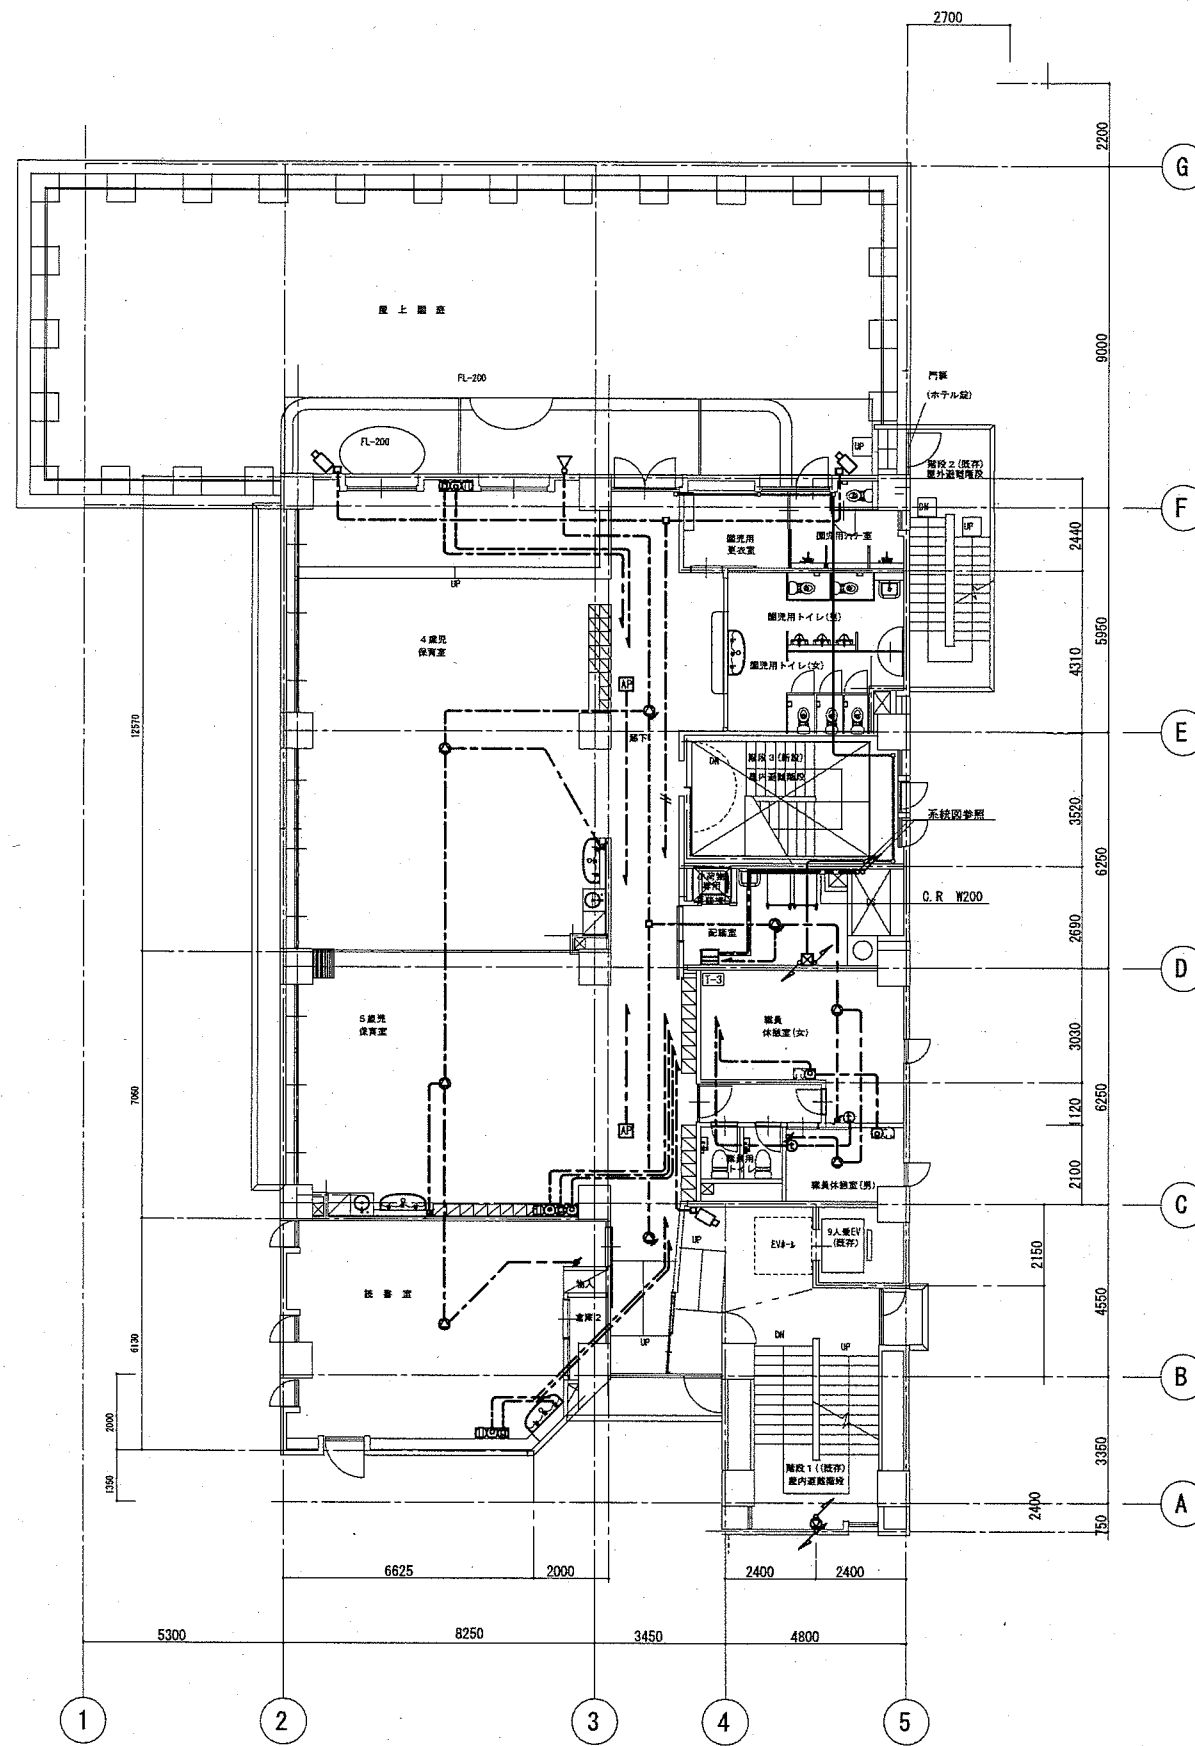 2700
2200
G
屋上園庭
9000
FL-200
門扉
(ホテル錠)
FL-200
UP
階段2(既存)
屋外避難階段
DN
UP
F
園児用
更衣室
園児用シャワー室
2440
UP
園児用トイレ(男)
4歳児
保育室
5950
園児用トイレ(女)
4310
AP
12570
廊下
E
DN
階段3(新設)
屋内避難階段
3520
系統図参照
6250
C.R W200
配膳室
2690
D
T-3
5歳児
保育室
職員
休憩室(女)
3030
7060
1120
6250
AP
職員用
トイレ
職員休憩室(男)
2100
C
UP
EVホール
9人乗EV
(既存)
2150
物入
読書室
倉庫2
4550
6130
UP
DN
UP
B
2000
3350
階段1(既存)
屋内避難階段
1350
2400
A
750
6625
2000
2400
2400
5300
8250
3450
4800
1
2
3
4
5